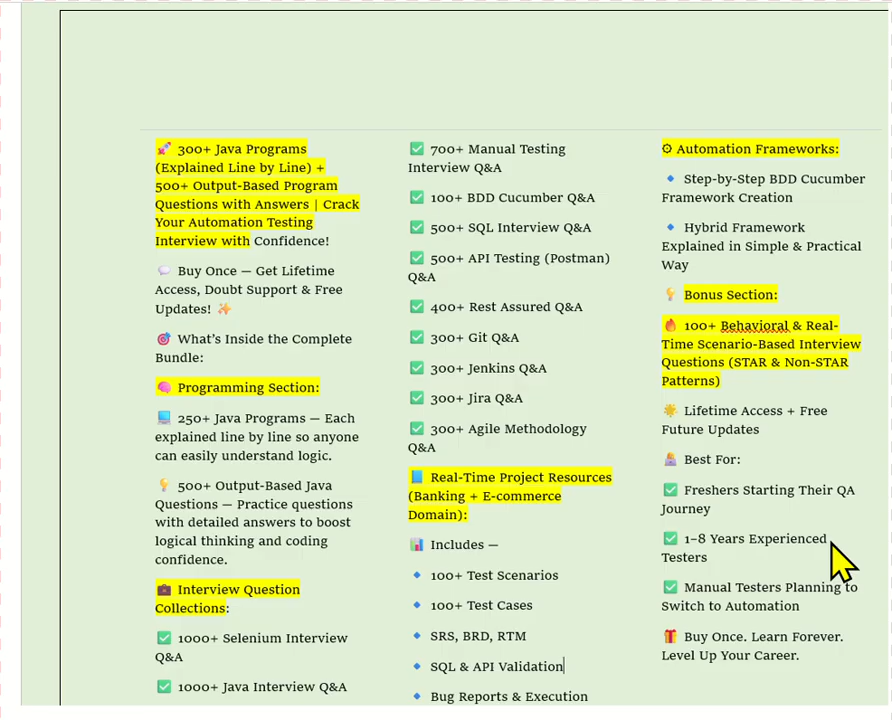 🚀 300+ Java Programs
(Explained Line by Line) +
500+ Output-Based Program
Questions with Answers | Crack
Your Automation Testing
Interview with Confidence!
💬 Buy Once — Get Lifetime
Access, Doubt Support & Free
Updates! ✨
🎯 What's Inside the Complete
Bundle:
🧠 Programming Section:
💻 250+ Java Programs — Each
explained line by line so anyone
can easily understand logic.
💡 500+ Output-Based Java
Questions — Practice questions
with detailed answers to boost
logical thinking and coding
confidence.
💼 Interview Question
Collections:
✅ 1000+ Selenium Interview
Q&A
✅ 1000+ Java Interview Q&A
✅ 700+ Manual Testing
Interview Q&A
✅ 100+ BDD Cucumber Q&A
✅ 500+ SQL Interview Q&A
✅ 500+ API Testing (Postman)
Q&A
✅ 400+ Rest Assured Q&A
✅ 300+ Git Q&A
✅ 300+ Jenkins Q&A
✅ 300+ Jira Q&A
✅ 300+ Agile Methodology
Q&A
📘 Real-Time Project Resources
(Banking + E-commerce
Domain):
📊 Includes —
🔹 100+ Test Scenarios
🔹 100+ Test Cases
🔹 SRS, BRD, RTM
🔹 SQL & API Validation
🔹 Bug Reports & Execution
⚙ Automation Frameworks:
🔹 Step-by-Step BDD Cucumber
Framework Creation
🔹 Hybrid Framework
Explained in Simple & Practical
Way
💡 Bonus Section:
🔥 100+ Behavioral & Real-
Time Scenario-Based Interview
Questions (STAR & Non-STAR
Patterns)
🌟 Lifetime Access + Free
Future Updates
Best For:
✅ Freshers Starting Their QA
Journey
✅ 1–8 Years Experienced
Testers
✅ Manual Testers Planning to
Switch to Automation
🎁 Buy Once. Learn Forever.
Level Up Your Career.